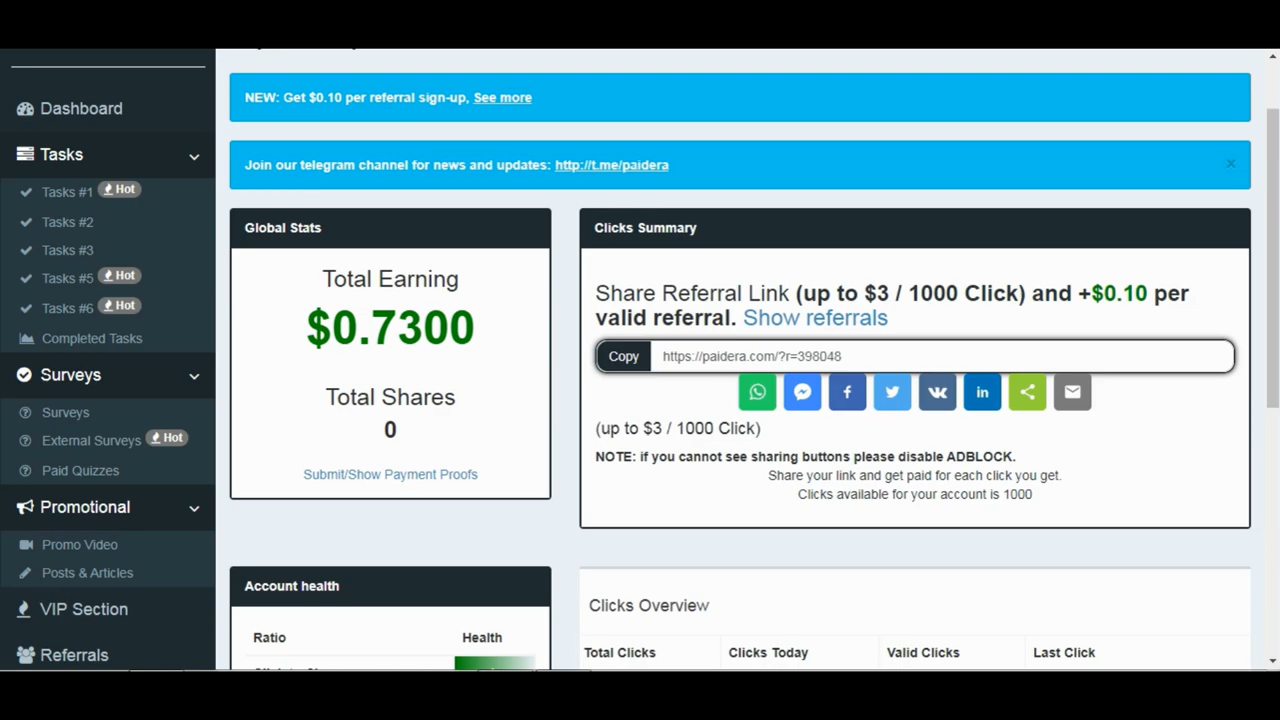 Dashboard
Tasks
Tasks #1 Hot
Tasks #2
Tasks #3
Tasks #5 Hot
Tasks #6 Hot
Completed Tasks
Surveys
Surveys
External Surveys Hot
Paid Quizzes
Promotional
Promo Video
Posts & Articles
VIP Section
Referrals
NEW: Get $0.10 per referral sign-up, See more
Join our telegram channel for news and updates: http://t.me/paidera ×
Global Stats
Total Earning
$0.7300
Total Shares
0
Submit/Show Payment Proofs
Clicks Summary
Share Referral Link (up to $3 / 1000 Click) and +$0.10 per
valid referral. Show referrals
Copy https://paidera.com/?r=398048
(up to $3 / 1000 Click)
NOTE: if you cannot see sharing buttons please disable ADBLOCK.
Share your link and get paid for each click you get.
Clicks available for your account is 1000
Account health
Ratio Health
Clicks Overview
Total Clicks Clicks Today Valid Clicks Last Click